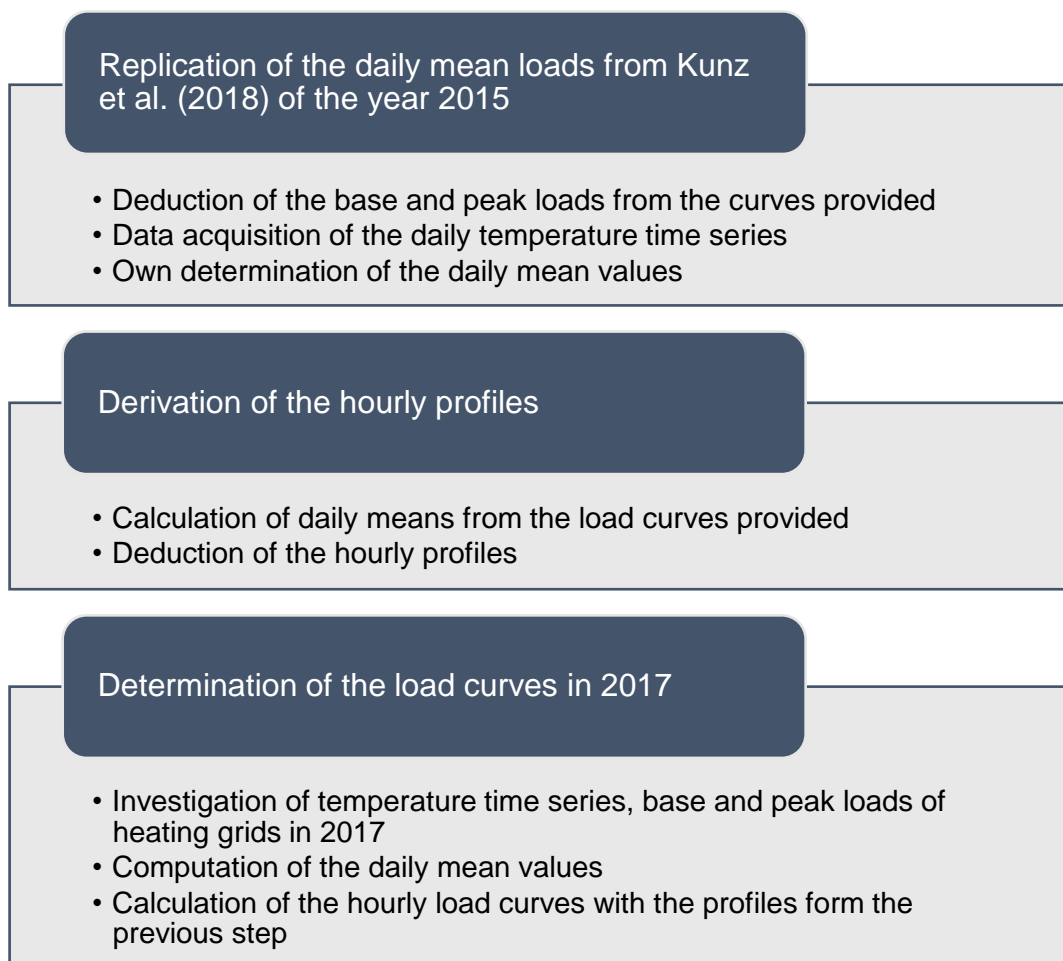 Replication of the daily mean loads from Kunz
et al. (2018) of the year 2015
• Deduction of the base and peak loads from the curves provided
• Data acquisition of the daily temperature time series
• Own determination of the daily mean values
Derivation of the hourly profiles
• Calculation of daily means from the load curves provided
• Deduction of the hourly profiles
Determination of the load curves in 2017
• Investigation of temperature time series, base and peak loads of
heating grids in 2017
• Computation of the daily mean values
• Calculation of the hourly load curves with the profiles form the
previous step